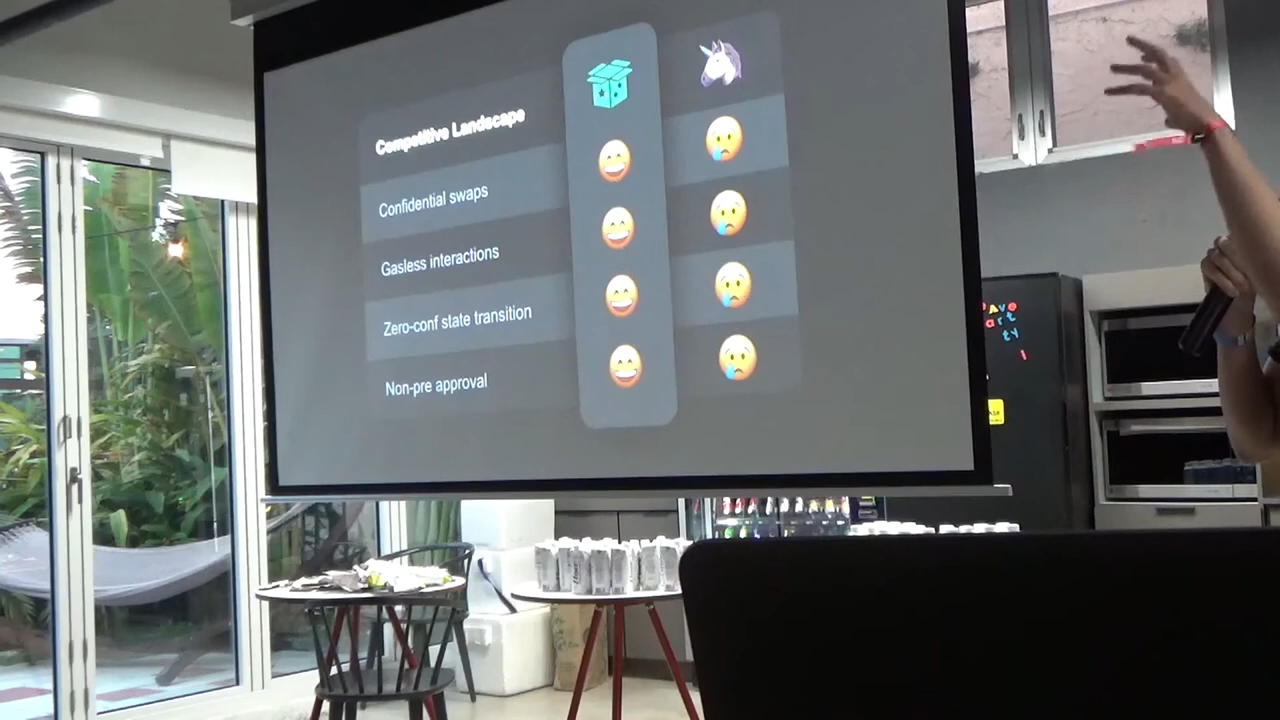 Competitive Landscape
Confidential swaps
Gasless interactions
Zero-conf state transition
Non-pre approval